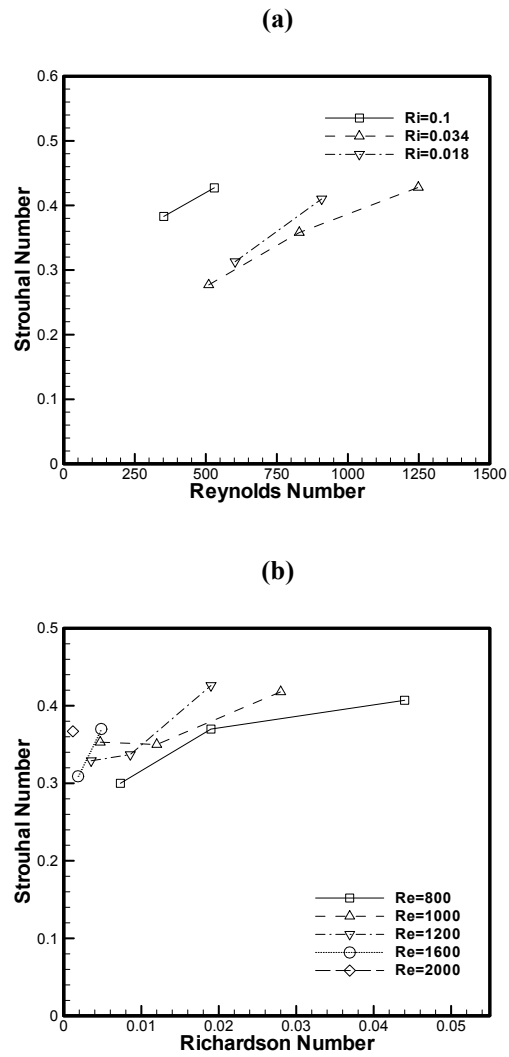 (a)
0.6
0.5
0.4
0.3
0.2
0.1
0
Strouhal Number
Ri=0.1
Ri=0.034
Ri=0.018
0 250 500 750 1000 1250 1500
Reynolds Number
(b)
0.5
0.4
0.3
0.2
0.1
0
Strouhal Number
Re=800
Re=1000
Re=1200
Re=1600
Re=2000
0 0.01 0.02 0.03 0.04 0.05
Richardson Number